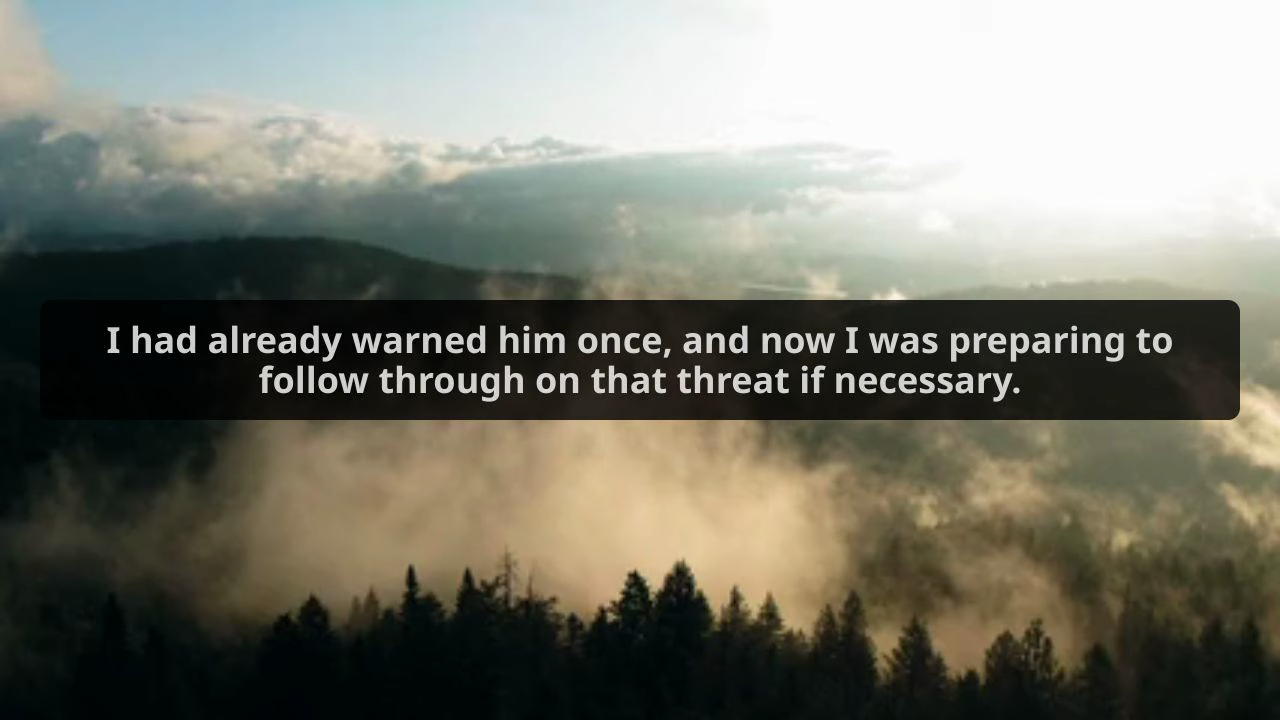 I had already warned him once, and now I was preparing to
follow through on that threat if necessary.